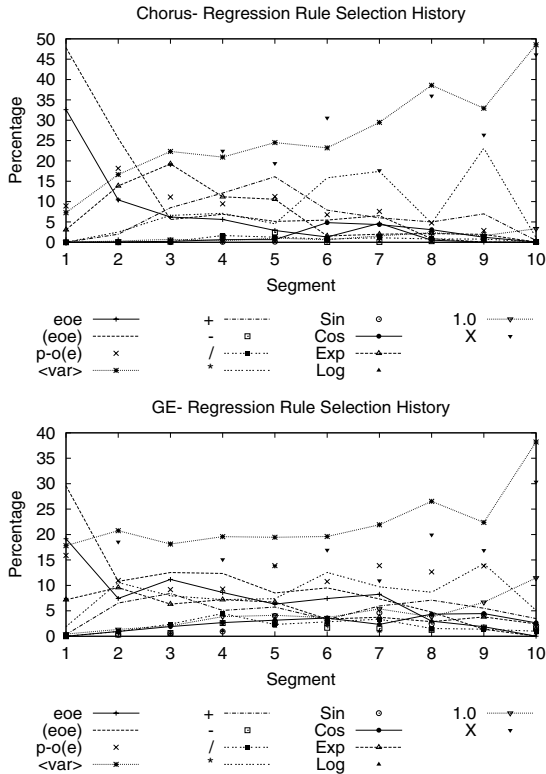 Chorus- Regression Rule Selection History
50
45
40
35
30
25
20
15
10
5
0
Percentage
1 2 3 4 5 6 7 8 9 10
Segment
eoe + Sin 1.0
(eoe) - Cos X
p-o(e) / Exp
<var> * Log
GE- Regression Rule Selection History
40
35
30
25
20
15
10
5
0
Percentage
1 2 3 4 5 6 7 8 9 10
Segment
eoe + Sin 1.0
(eoe) - Cos X
p-o(e) / Exp
<var> * Log